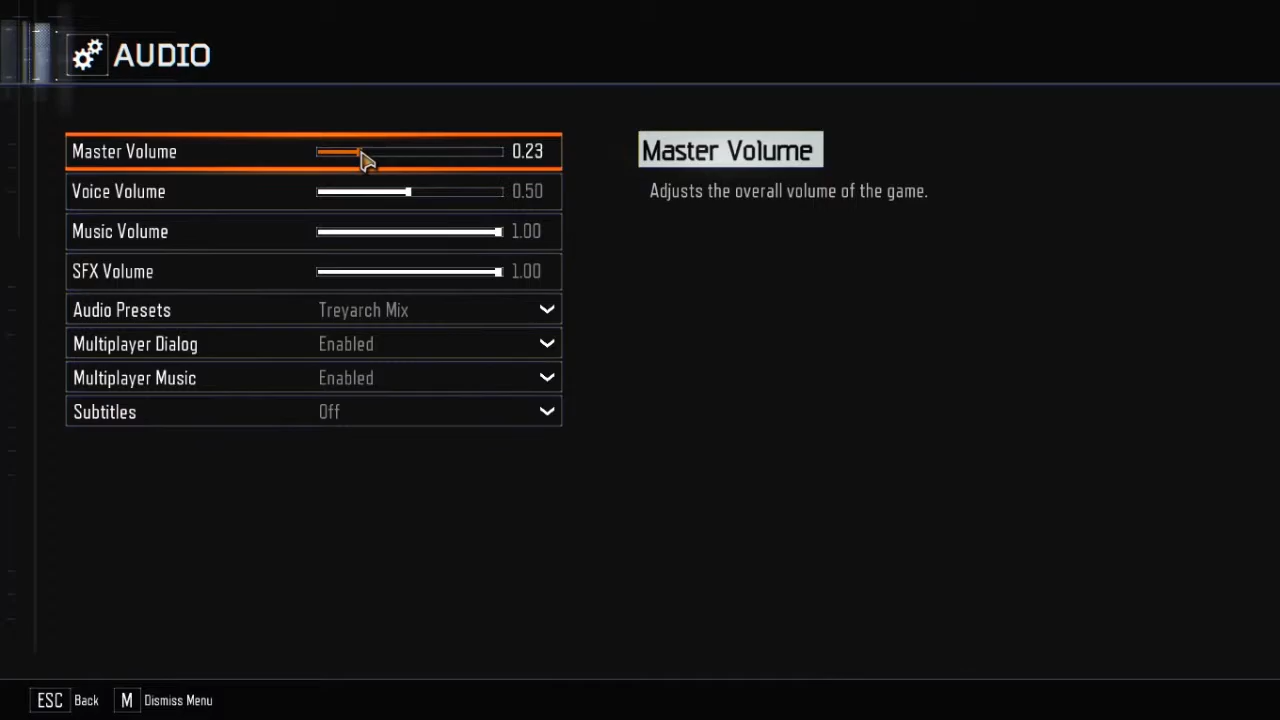 AUDIO
Master Volume 0.23
Voice Volume 0.50
Music Volume 1.00
SFX Volume 1.00
Audio Presets Treyarch Mix
Multiplayer Dialog Enabled
Multiplayer Music Enabled
Subtitles Off
Master Volume
Adjusts the overall volume of the game.
ESC Back M Dismiss Menu